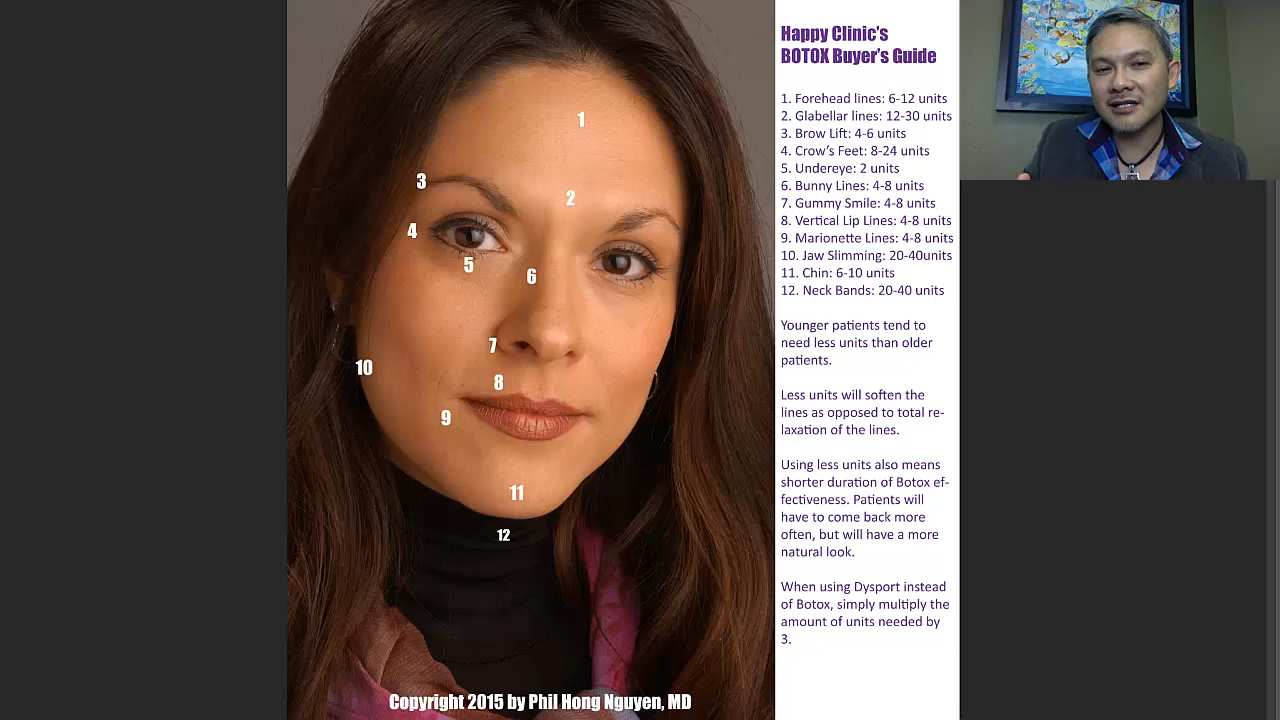 Happy Clinic's
BOTOX Buyer's Guide
1. Forehead lines: 6-12 units
2. Glabellar lines: 12-30 units
3. Brow Lift: 4-6 units
4. Crow's Feet: 8-24 units
5. Undereye: 2 units
6. Bunny Lines: 4-8 units
7. Gummy Smile: 4-8 units
8. Vertical Lip Lines: 4-8 units
9. Marionette Lines: 4-8 units
10. Jaw Slimming: 20-40units
11. Chin: 6-10 units
12. Neck Bands: 20-40 units
Younger patients tend to
need less units than older
patients.
Less units will soften the
lines as opposed to total re-
laxation of the lines.
Using less units also means
shorter duration of Botox ef-
fectiveness. Patients will
have to come back more
often, but will have a more
natural look.
When using Dysport instead
of Botox, simply multiply the
amount of units needed by
3.
1
3
2
4
5
6
7
10
8
9
11
12
Copyright 2015 by Phil Hong Nguyen, MD